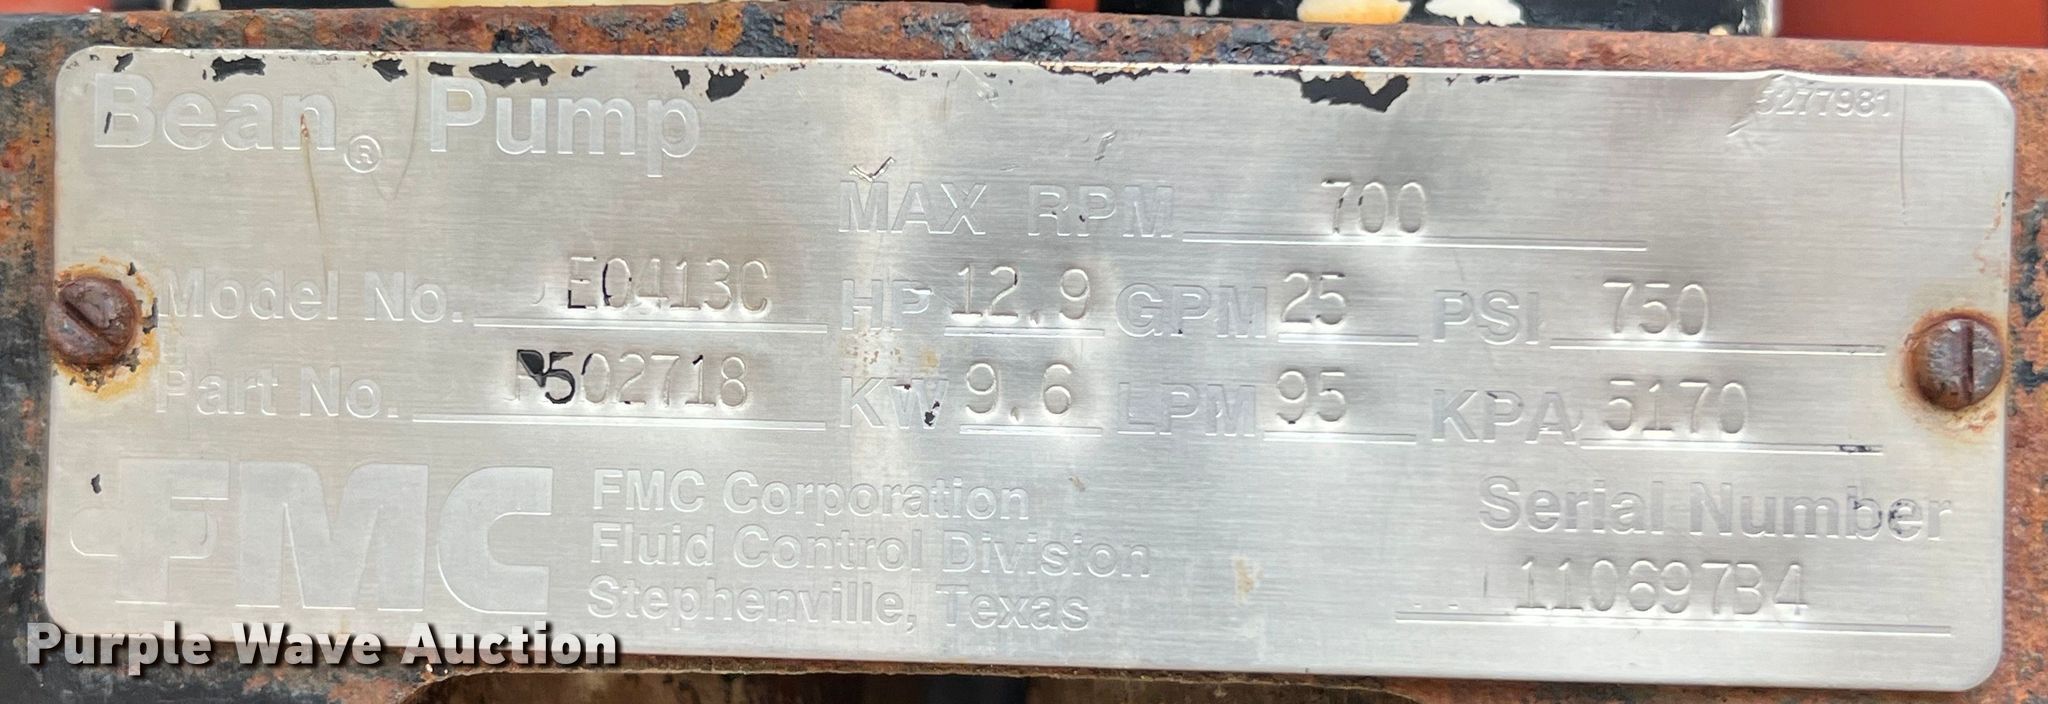 5277981
Bean® Pump
MAX RPM 700
Model No. E0413C HP 12.9 GPM 25 PSI 750
Part No. P502718 KW 9.6 LPM 95 KPA 5170
FMC FMC Corporation
Fluid Control Division
Stephenville, Texas
Serial Number
110697B4
Purple Wave Auction